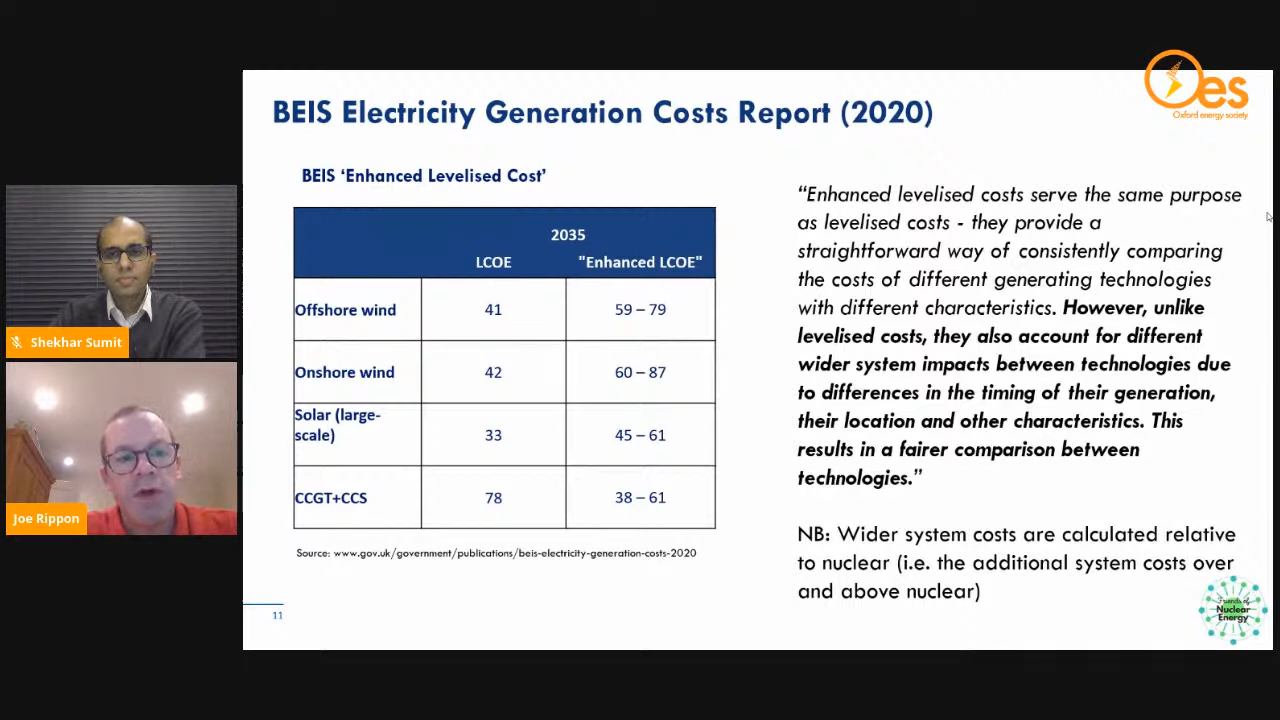 Oes
Oxford energy society
BEIS Electricity Generation Costs Report (2020)
BEIS ‘Enhanced Levelised Cost’
2035
LCOE "Enhanced LCOE"
Offshore wind 41 59 – 79
Onshore wind 42 60 – 87
Solar (large-
scale) 33 45 – 61
CCGT+CCS 78 38 – 61
Source: www.gov.uk/government/publications/beis-electricity-generation-costs-2020
11
“Enhanced levelised costs serve the same purpose
as levelised costs - they provide a
straightforward way of consistently comparing
the costs of different generating technologies
with different characteristics. However, unlike
levelised costs, they also account for different
wider system impacts between technologies due
to differences in the timing of their generation,
their location and other characteristics. This
results in a fairer comparison between
technologies.”
NB: Wider system costs are calculated relative
to nuclear (i.e. the additional system costs over
and above nuclear)
Friends of
Nuclear
Energy
Shekhar Sumit
Joe Rippon